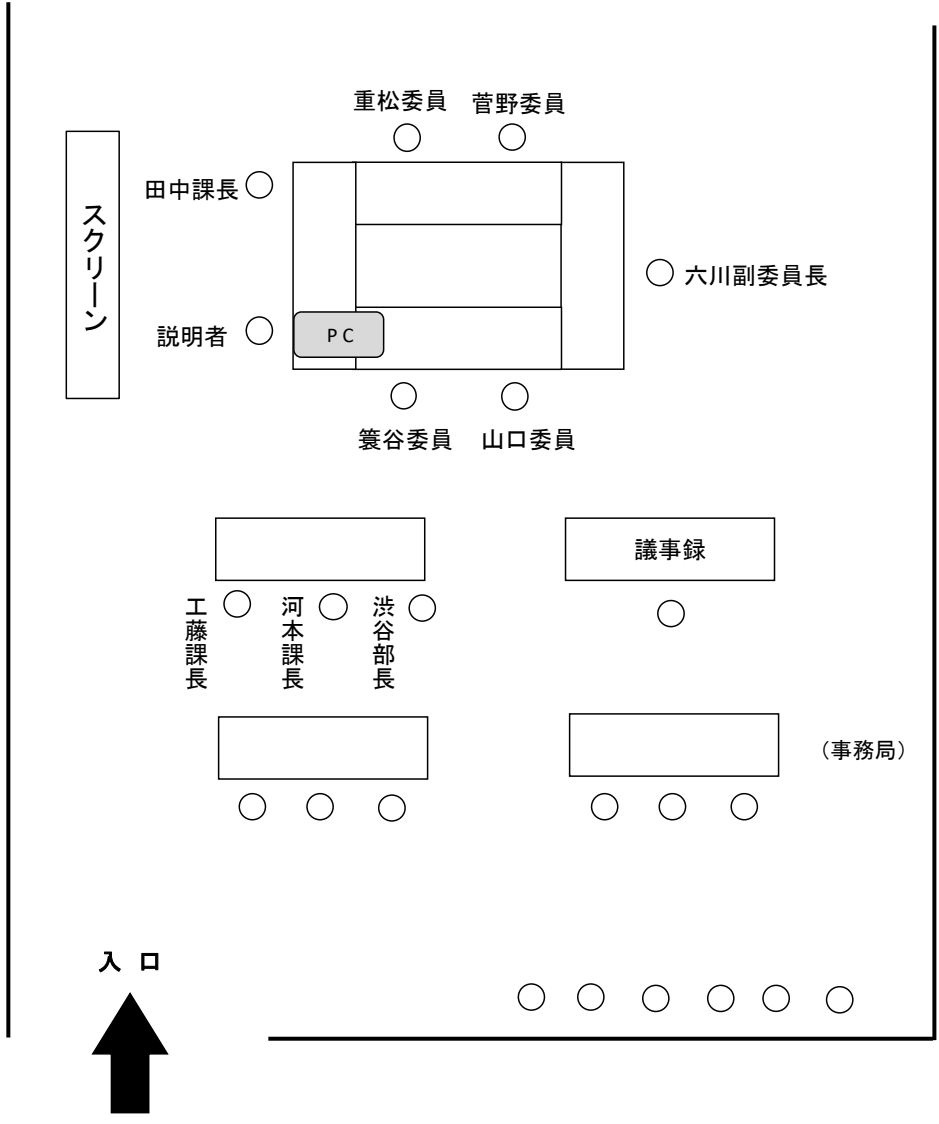 重松委員
菅野委員
田中課長
スクリーン
六川副委員長
説明者
PC
簑谷委員
山口委員
議事録
工藤課長
河本課長
渋谷部長
（事務局）
入口